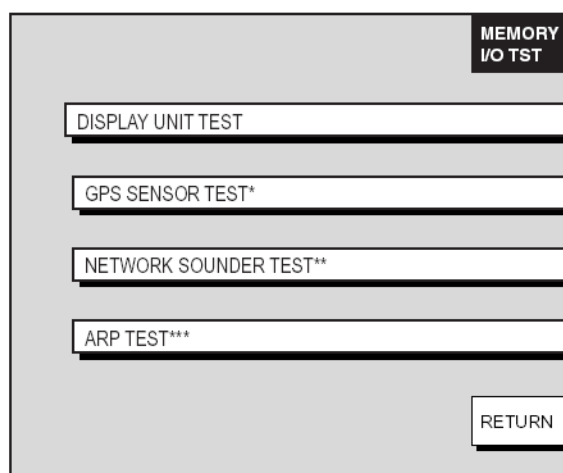 MEMORY
I/O TST
DISPLAY UNIT TEST
GPS SENSOR TEST*
NETWORK SOUNDER TEST**
ARP TEST***
RETURN